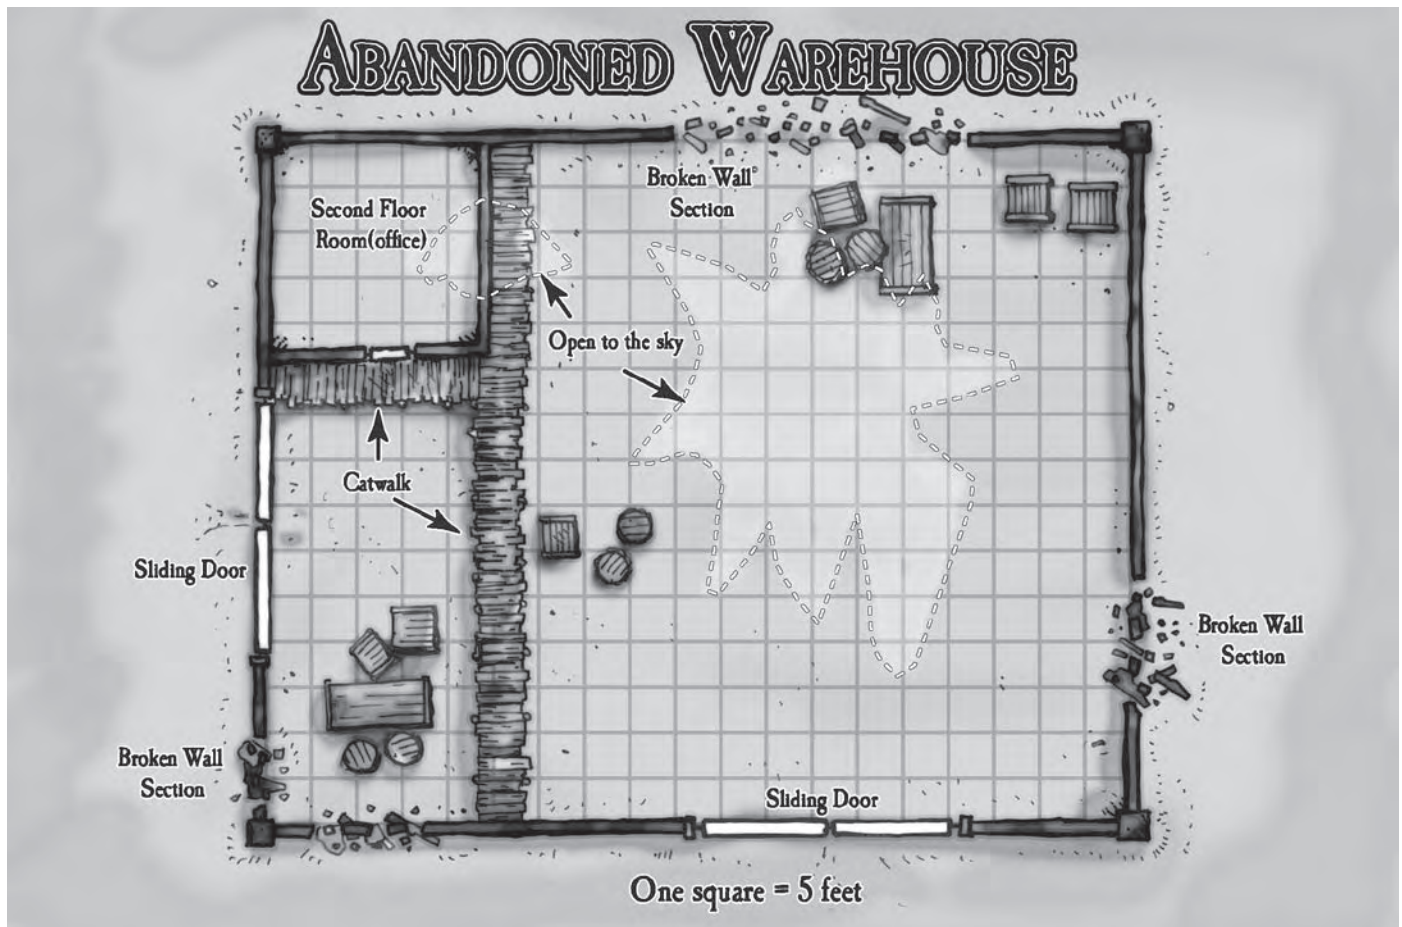 ABANDONED WAREHOUSE
Broken Wall
Section
Second Floor
Room(office)
Open to the sky
Catwalk
Sliding Door
Broken Wall
Section
Broken Wall
Section
Sliding Door
One square = 5 feet